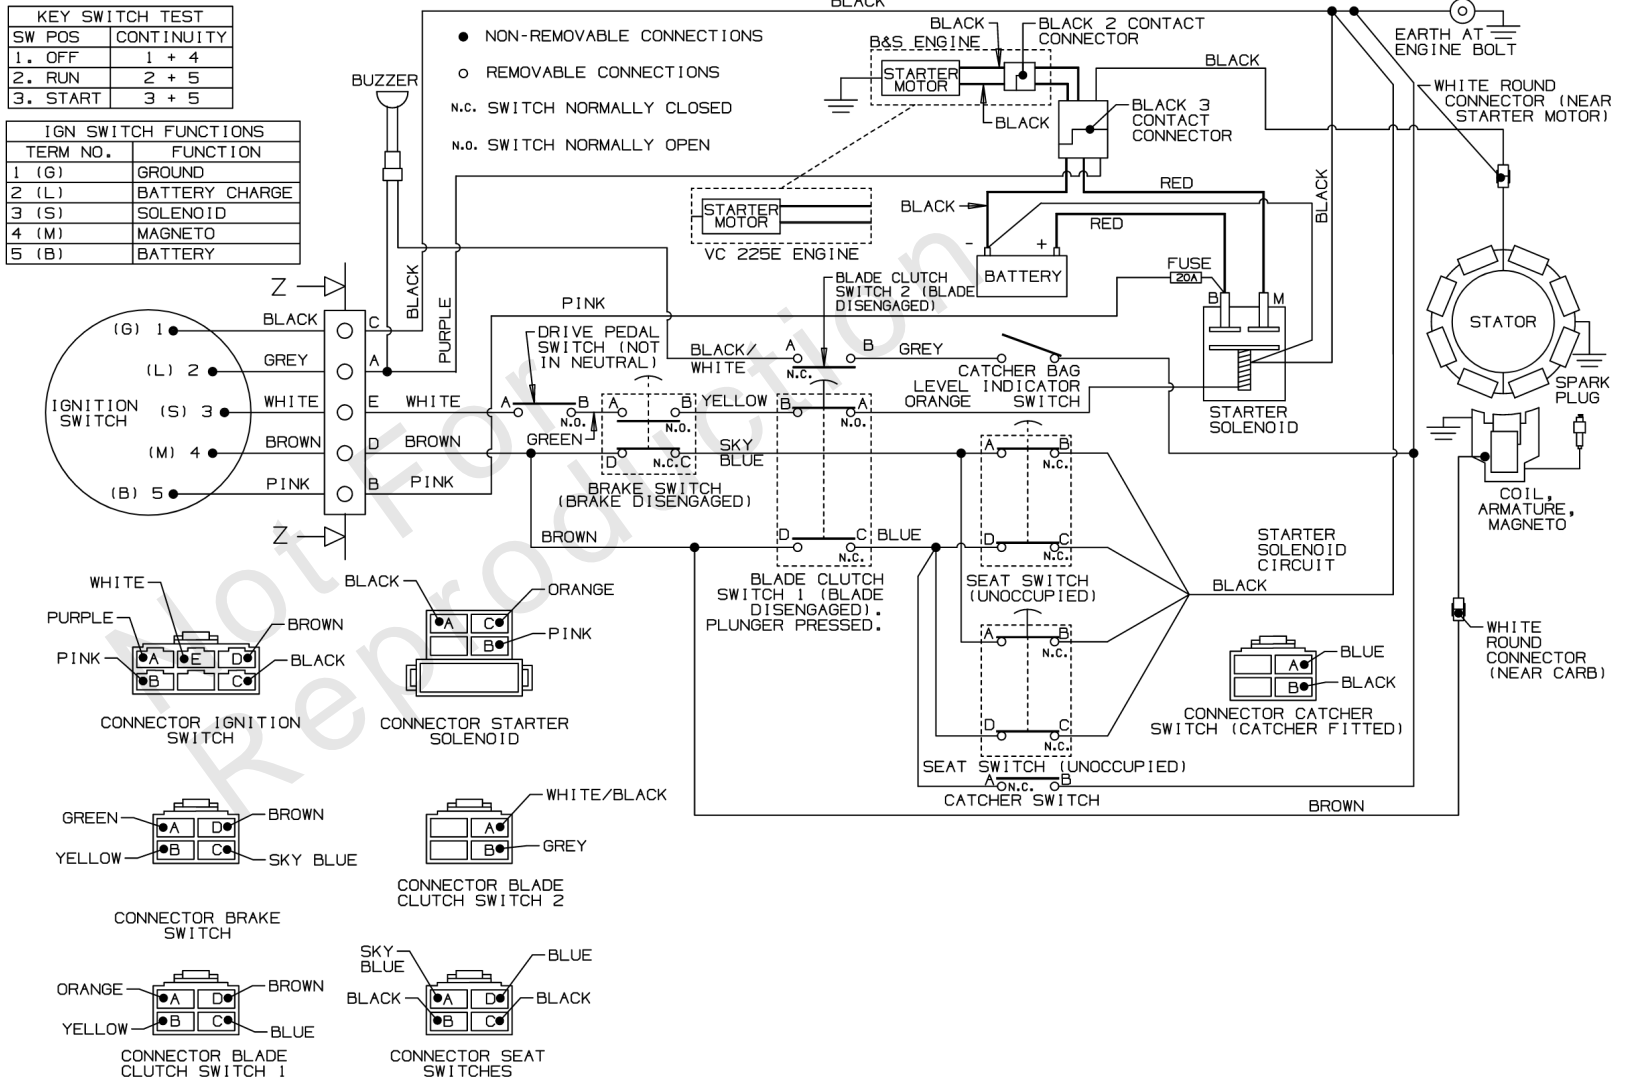 KEY SWITCH TEST
SW POS CONTINUITY
1. OFF 1 + 4
2. RUN 2 + 5
3. START 3 + 5
IGN SWITCH FUNCTIONS
TERM NO. FUNCTION
1 (G) GROUND
2 (L) BATTERY CHARGE
3 (S) SOLENOID
4 (M) MAGNETO
5 (B) BATTERY
BUZZER
● NON-REMOVABLE CONNECTIONS
○ REMOVABLE CONNECTIONS
N.C. SWITCH NORMALLY CLOSED
N.O. SWITCH NORMALLY OPEN
BLACK
BLACK
B&S ENGINE
STARTER
MOTOR
BLACK 2 CONTACT
CONNECTOR
BLACK
BLACK
BLACK 3
CONTACT
CONNECTOR
EARTH AT
ENGINE BOLT
WHITE ROUND
CONNECTOR (NEAR
STARTER MOTOR)
STARTER
MOTOR
VC 225E ENGINE
BLACK
RED
RED
BLACK
- +
BATTERY
FUSE
20A
B M
STARTER
SOLENOID
STATOR
SPARK
PLUG
COIL,
ARMATURE,
MAGNETO
Z
Z
IGNITION
SWITCH
(G) 1
(L) 2
(S) 3
(M) 4
(B) 5
BLACK
GREY
WHITE
BROWN
PINK
C
A
E
D
B
BLACK
PURPLE
WHITE
BROWN
PINK
PINK
DRIVE PEDAL
SWITCH (NOT
IN NEUTRAL)
A B
N.O.
GREEN
A B
N.O.
D N.C. C
BRAKE SWITCH
(BRAKE DISENGAGED)
BLACK/
WHITE
BLADE CLUTCH
SWITCH 2 (BLADE
DISENGAGED)
A B
N.C.
GREY
CATCHER BAG
LEVEL INDICATOR
SWITCH
ORANGE
YELLOW
B A
N.O.
SKY
BLUE
BROWN
D C
N.C.
BLUE
BLADE CLUTCH
SWITCH 1 (BLADE
DISENGAGED).
PLUNGER PRESSED.
A B
N.C.
D C
N.C.
SEAT SWITCH
(UNOCCUPIED)
A B
N.C.
D C
N.C.
SEAT SWITCH (UNOCCUPIED)
A B
N.C.
CATCHER SWITCH
STARTER
SOLENOID
CIRCUIT
BLACK
BROWN
WHITE
ROUND
CONNECTOR
(NEAR CARB)
BLUE
BLACK
A
B
CONNECTOR CATCHER
SWITCH (CATCHER FITTED)
WHITE
PURPLE
PINK
BROWN
BLACK
A E D
B C
CONNECTOR IGNITION
SWITCH
BLACK
ORANGE
PINK
A C
B
CONNECTOR STARTER
SOLENOID
GREEN
YELLOW
BROWN
SKY BLUE
A D
B C
CONNECTOR BRAKE
SWITCH
WHITE/BLACK
GREY
A
B
CONNECTOR BLADE
CLUTCH SWITCH 2
ORANGE
YELLOW
BROWN
BLUE
A D
B C
CONNECTOR BLADE
CLUTCH SWITCH 1
SKY
BLUE
BLACK
BLUE
BLACK
A D
B C
CONNECTOR SEAT
SWITCHES
Not For
Reproduction